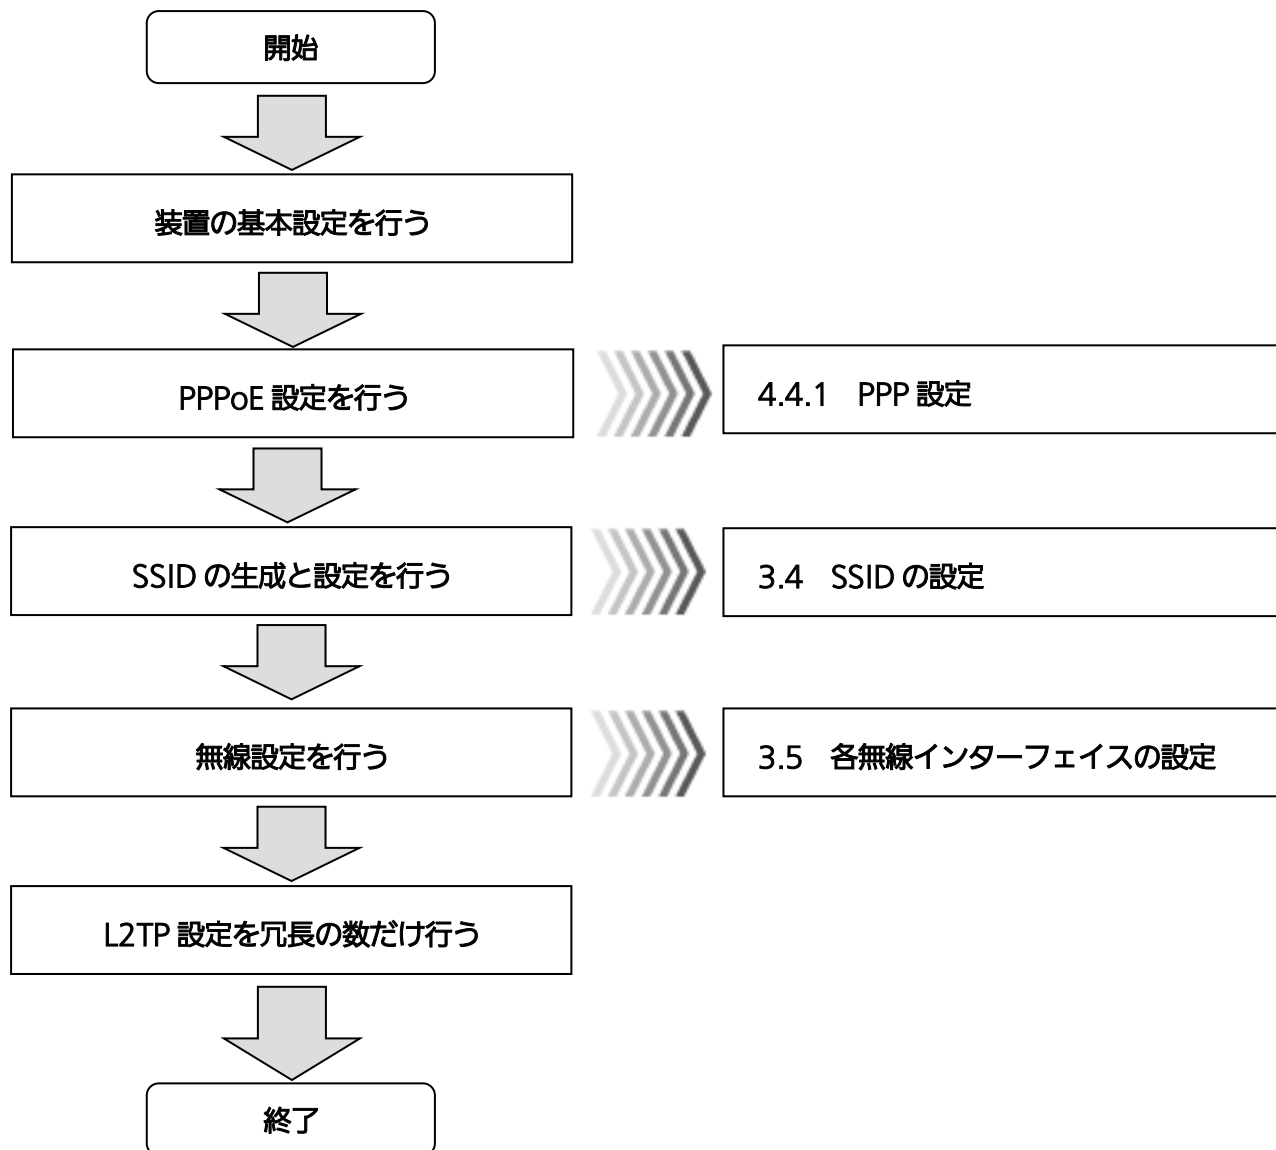 開始
装置の基本設定を行う
PPPoE 設定を行う
4.4.1 PPP 設定
SSID の生成と設定を行う
3.4 SSID の設定
無線設定を行う
3.5 各無線インターフェイスの設定
L2TP 設定を冗長の数だけ行う
終了